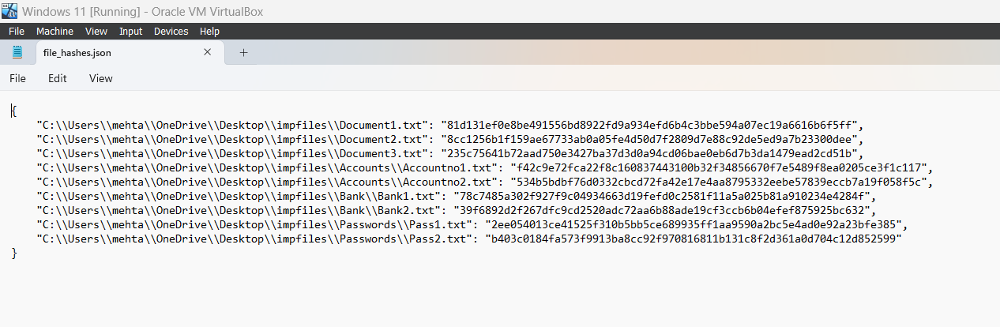 Windows 11 [Running] - Oracle VM VirtualBox
File Machine View Input Devices Help
file_hashes.json
File Edit View
{
"C:\\Users\\mehta\\OneDrive\\Desktop\\impfiles\\Document1.txt": "81d131ef0e8be491556bd8922fd9a934efd6b4c3bbe594a07ec19a6616b6f5ff",
"C:\\Users\\mehta\\OneDrive\\Desktop\\impfiles\\Document2.txt": "8cc1256b1f159ae67733ab0a05fe4d50d7f2809d7e88c92de5ed9a7b23300dee",
"C:\\Users\\mehta\\OneDrive\\Desktop\\impfiles\\Document3.txt": "235c75641b72aad750e3427ba37d3d0a94cd06bae0eb6d7b3da1479ead2cd51b",
"C:\\Users\\mehta\\OneDrive\\Desktop\\impfiles\\Accounts\\Accountno1.txt": "f42c9e72fca22f8c160837443100b32f34856670f7e5489f8ea0205ce3f1c117",
"C:\\Users\\mehta\\OneDrive\\Desktop\\impfiles\\Accounts\\Accountno2.txt": "534b5bdbf76d0332cbcd72fa42e17e4aa8795332eebe57839eccb7a19f058f5c",
"C:\\Users\\mehta\\OneDrive\\Desktop\\impfiles\\Bank\\Bank1.txt": "78c7485a302f927f9c04934663d19fefd0c2581f11a5a025b81a910234e4284f",
"C:\\Users\\mehta\\OneDrive\\Desktop\\impfiles\\Bank\\Bank2.txt": "39f6892d2f267dfc9cd2520adc72aa6b88ade19cf3ccb6b04efef875925bc632",
"C:\\Users\\mehta\\OneDrive\\Desktop\\impfiles\\Passwords\\Pass1.txt": "2ee054013ce41525f310b5bb5ce689935ff1aa9590a2bc5e4ad0e92a23bfe385",
"C:\\Users\\mehta\\OneDrive\\Desktop\\impfiles\\Passwords\\Pass2.txt": "b403c0184fa573f9913ba8cc92f970816811b131c8f2d361a0d704c12d852599"
}